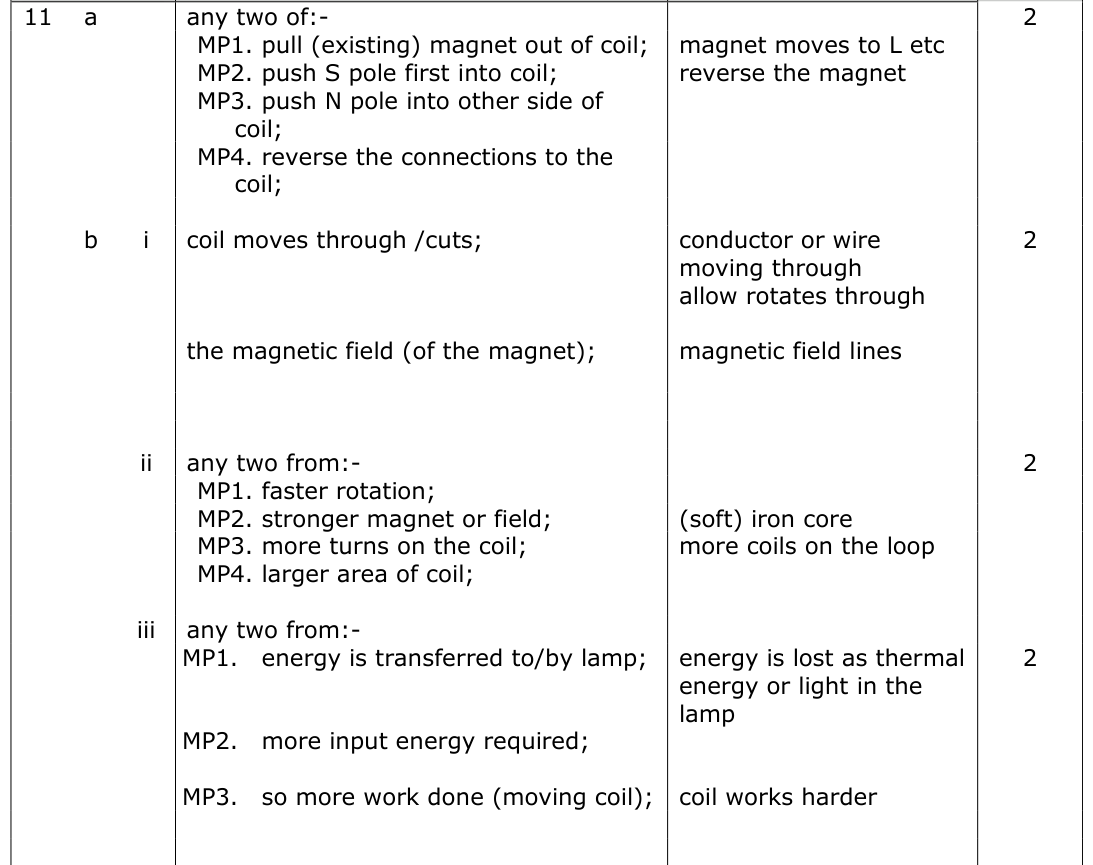 11 a any two of:- 2
MP1. pull (existing) magnet out of coil; magnet moves to L etc
MP2. push S pole first into coil; reverse the magnet
MP3. push N pole into other side of
coil;
MP4. reverse the connections to the
coil;
b i coil moves through /cuts; conductor or wire 2
moving through
allow rotates through
the magnetic field (of the magnet); magnetic field lines
ii any two from:- 2
MP1. faster rotation;
MP2. stronger magnet or field; (soft) iron core
MP3. more turns on the coil; more coils on the loop
MP4. larger area of coil;
iii any two from:-
MP1. energy is transferred to/by lamp; energy is lost as thermal 2
energy or light in the
lamp
MP2. more input energy required;
MP3. so more work done (moving coil); coil works harder